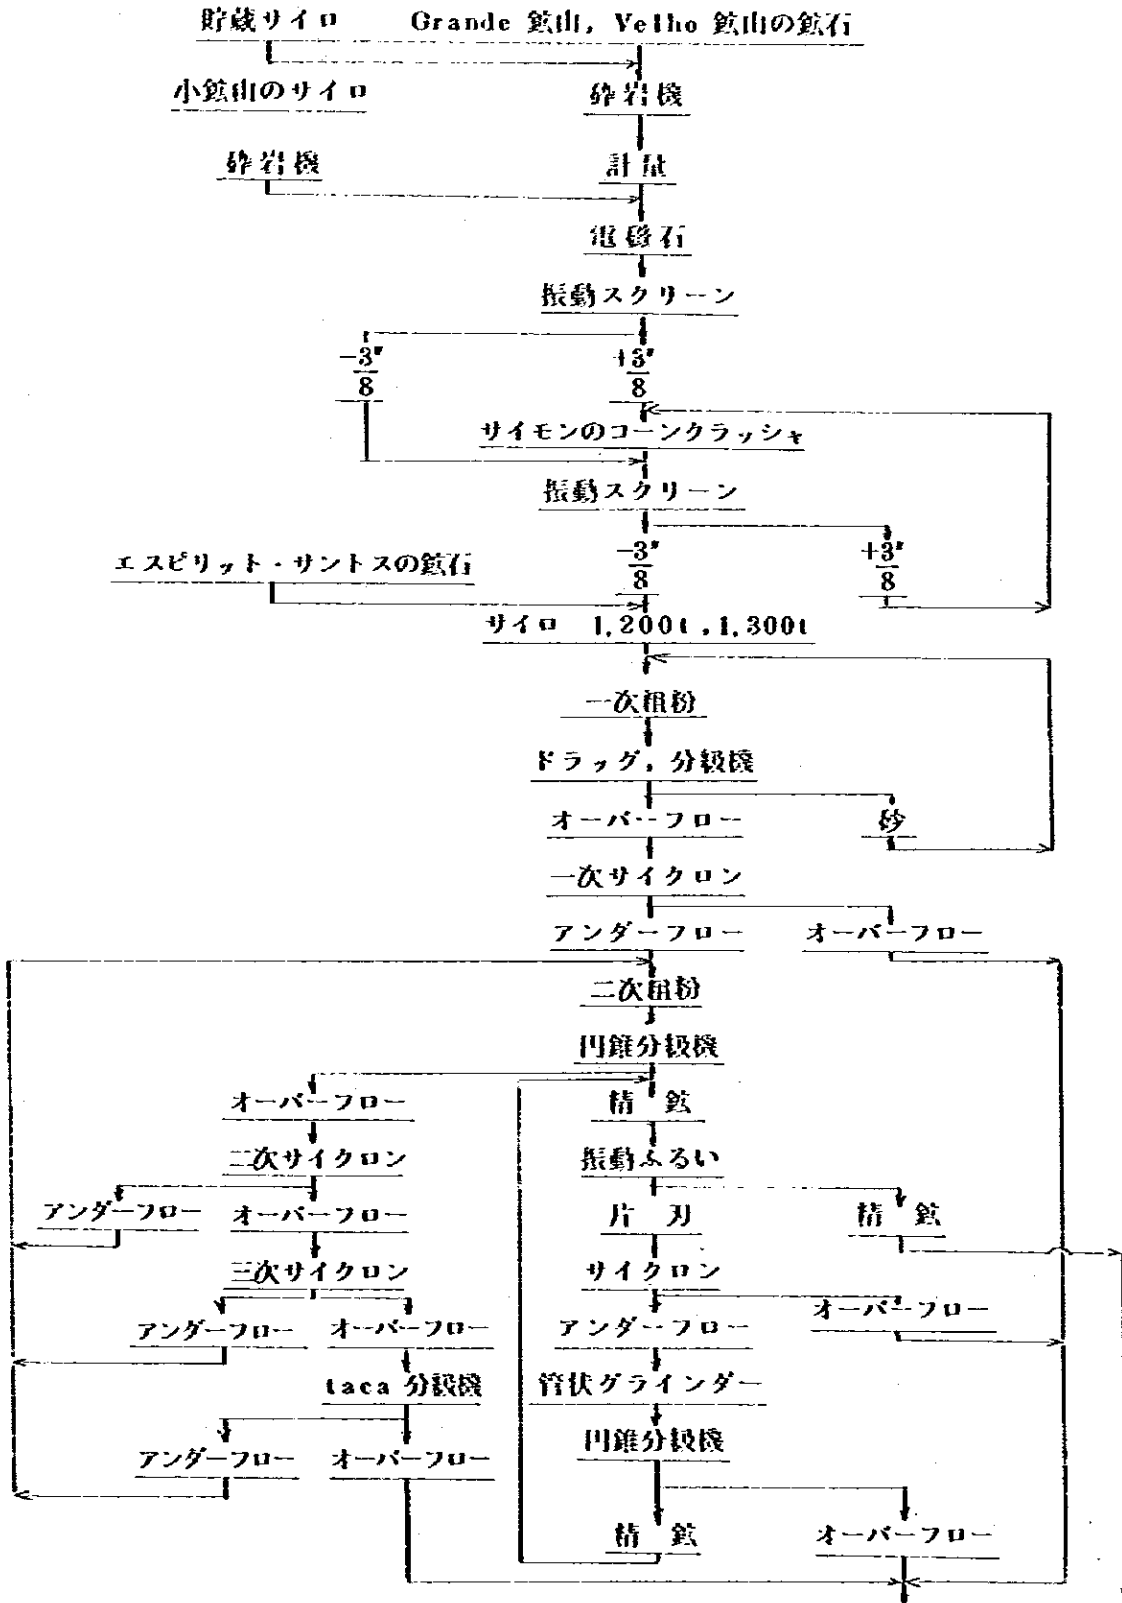 貯蔵サイロ Grande 鉱山, Velho 鉱山の鉱石
小鉱山のサイロ 砕岩機
砕岩機 計量
電磁石
振動スクリーン
-3"/8 +3"/8
サイモンのコーンクラッシャ
振動スクリーン
エスピリット・サントスの鉱石 -3"/8 +3"/8
サイロ 1,200t,1,300t
一次粗粉
ドラッグ, 分級機
オーバーフロー 砂
一次サイクロン
アンダーフロー オーバーフロー
二次粗粉
円錐分級機
オーバーフロー 精 鉱
二次サイクロン 振動ふるい
アンダーフロー オーバーフロー 片 刃 精 鉱
三次サイクロン サイクロン
アンダーフロー オーバーフロー アンダーフロー オーバーフロー
taca 分級機 管状グラインダー
アンダーフロー オーバーフロー 円錐分級機
精 鉱 オーバーフロー